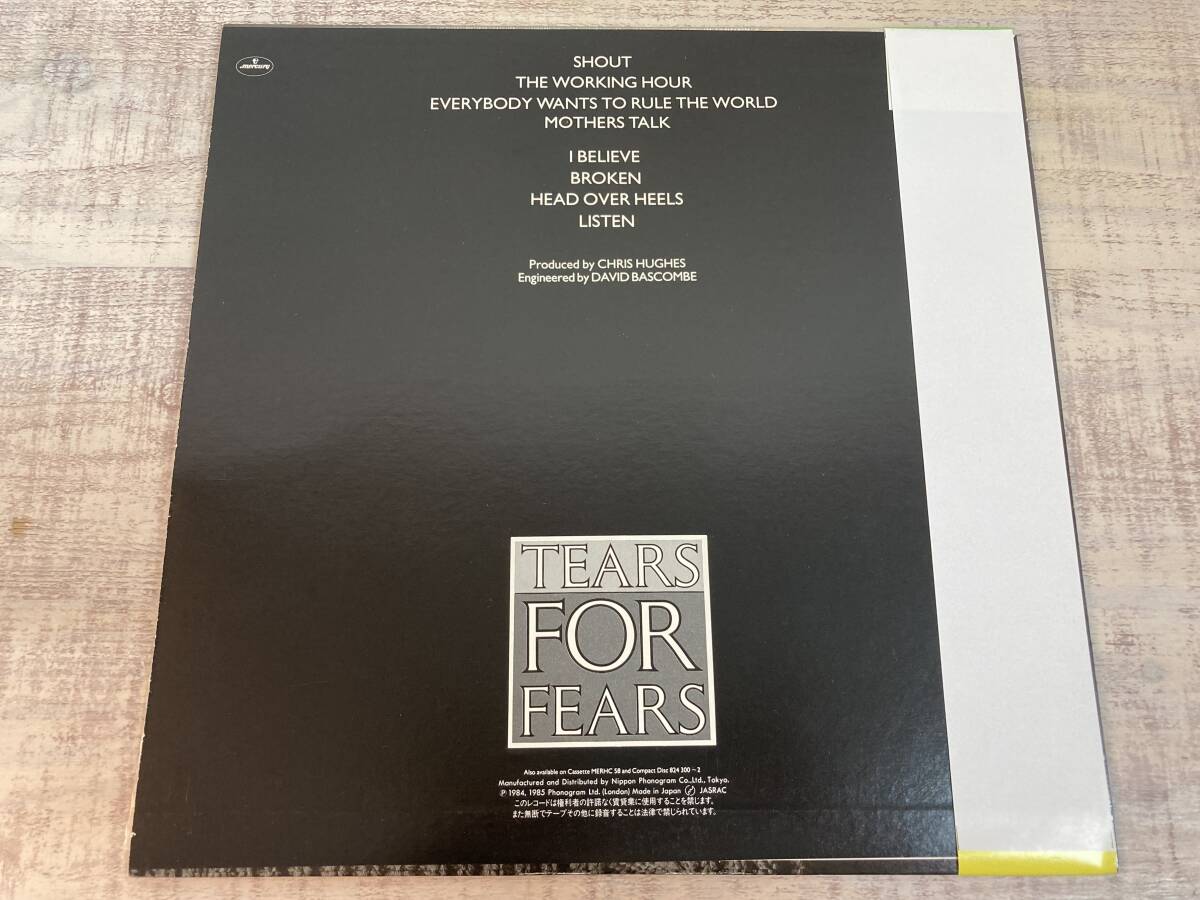 mercury
SHOUT
THE WORKING HOUR
EVERYBODY WANTS TO RULE THE WORLD
MOTHERS TALK
I BELIEVE
BROKEN
HEAD OVER HEELS
LISTEN
Produced by CHRIS HUGHES
Engineered by DAVID BASCOMBE
TEARS
FOR
FEARS
Also available on Cassette MERHC 58 and Compact Disc 824 300-2
Manufactured and Distributed by Nippon Phonogram Co.,Ltd., Tokyo.
℗ 1984, 1985 Phonogram Ltd. (London) Made in Japan JASRAC
このレコードは権利者の許諾なく賃貸業に使用することを禁じます。
また無断でテープその他に録音することは法律で禁じられています。